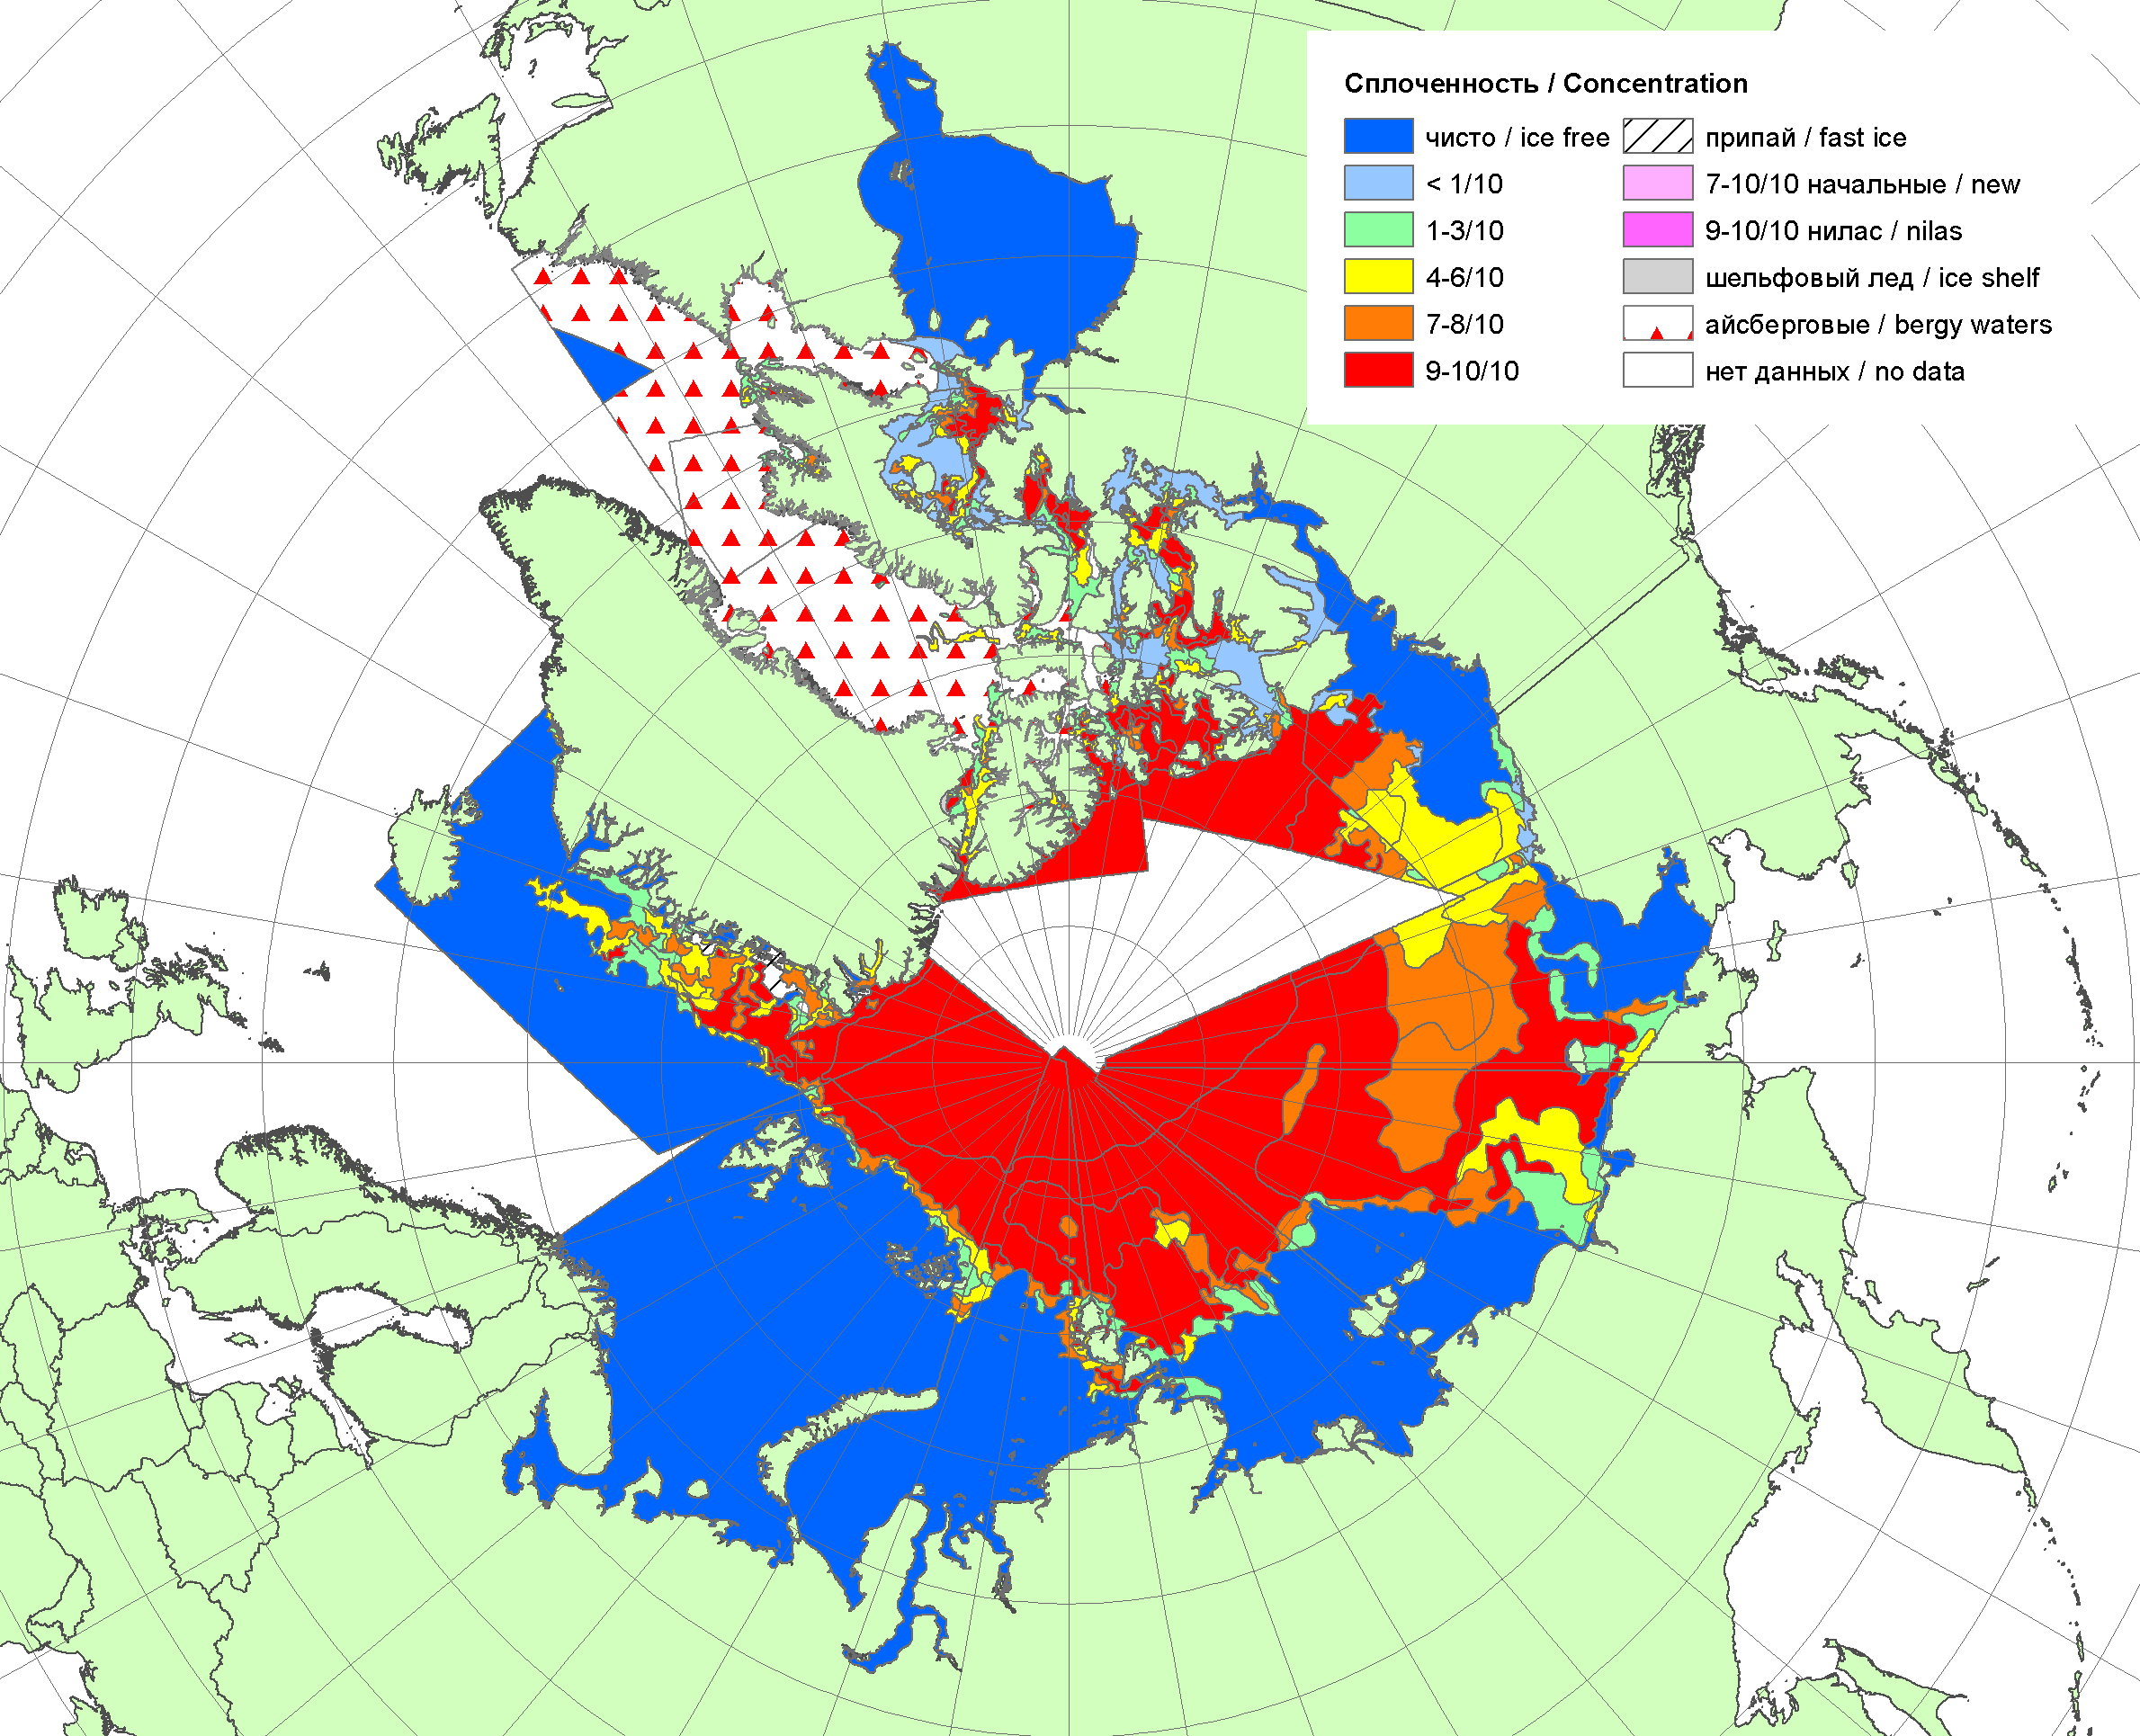 Сплоченность / Concentration
чисто / ice free
< 1/10
1-3/10
4-6/10
7-8/10
9-10/10
припай / fast ice
7-10/10 начальные / new
9-10/10 нилас / nilas
шельфовый лед / ice shelf
айсберговые / bergy waters
нет данных / no data